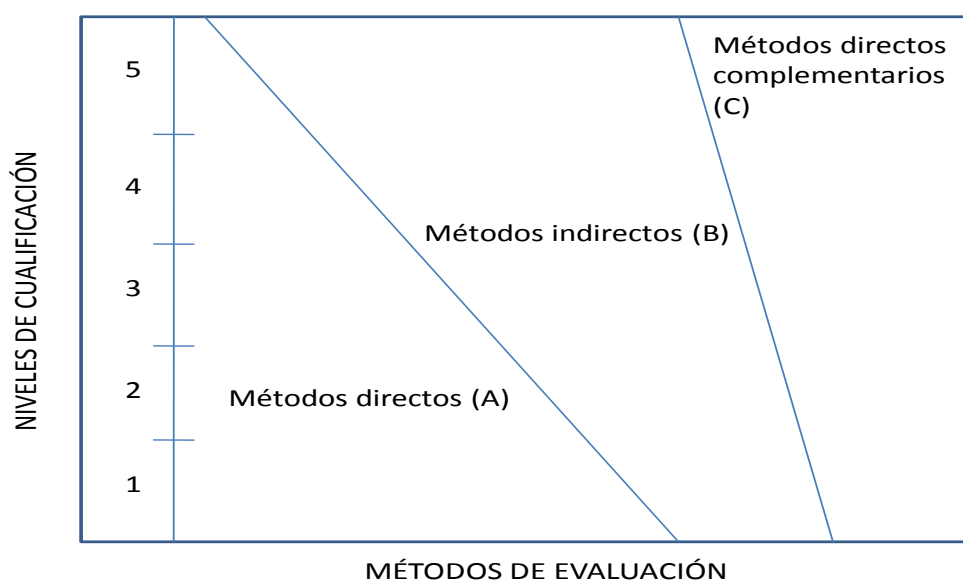 Métodos directos
complementarios
(C)
5
4
Métodos indirectos (B)
3
2
Métodos directos (A)
1
NIVELES DE CUALIFICACIÓN
MÉTODOS DE EVALUACIÓN